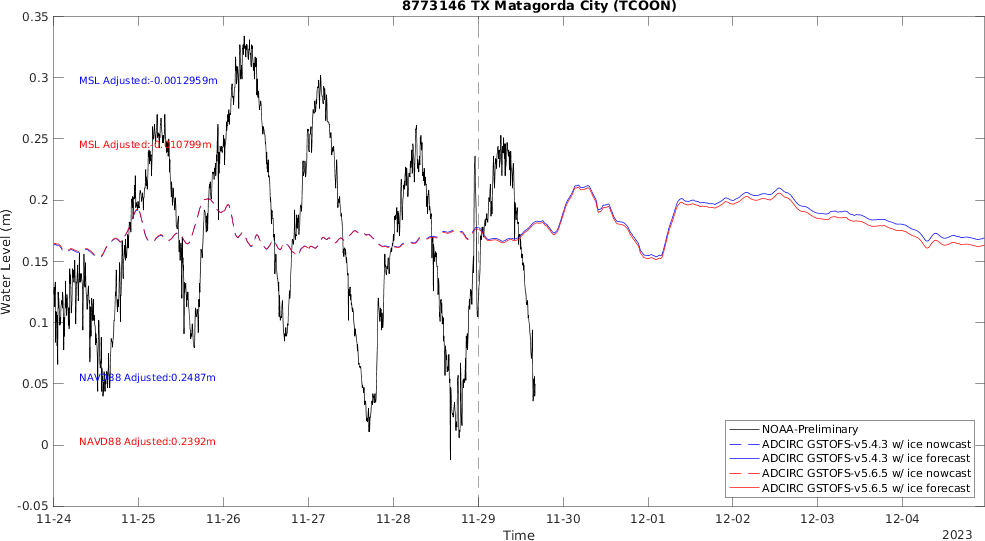 8773146 TX Matagorda City (TCOON)
0.35
0.3
0.25
0.2
0.15
0.1
0.05
0
-0.05
Water Level (m)
MSL Adjusted:-0.0012959m
MSL Adjusted:-0.010799m
NAVD88 Adjusted:0.2487m
NAVD88 Adjusted:0.2392m
NOAA-Preliminary
ADCIRC GSTOFS-v5.4.3 w/ ice nowcast
ADCIRC GSTOFS-v5.4.3 w/ ice forecast
ADCIRC GSTOFS-v5.6.5 w/ ice nowcast
ADCIRC GSTOFS-v5.6.5 w/ ice forecast
11-24 11-25 11-26 11-27 11-28 11-29 11-30 12-01 12-02 12-03 12-04
Time
2023